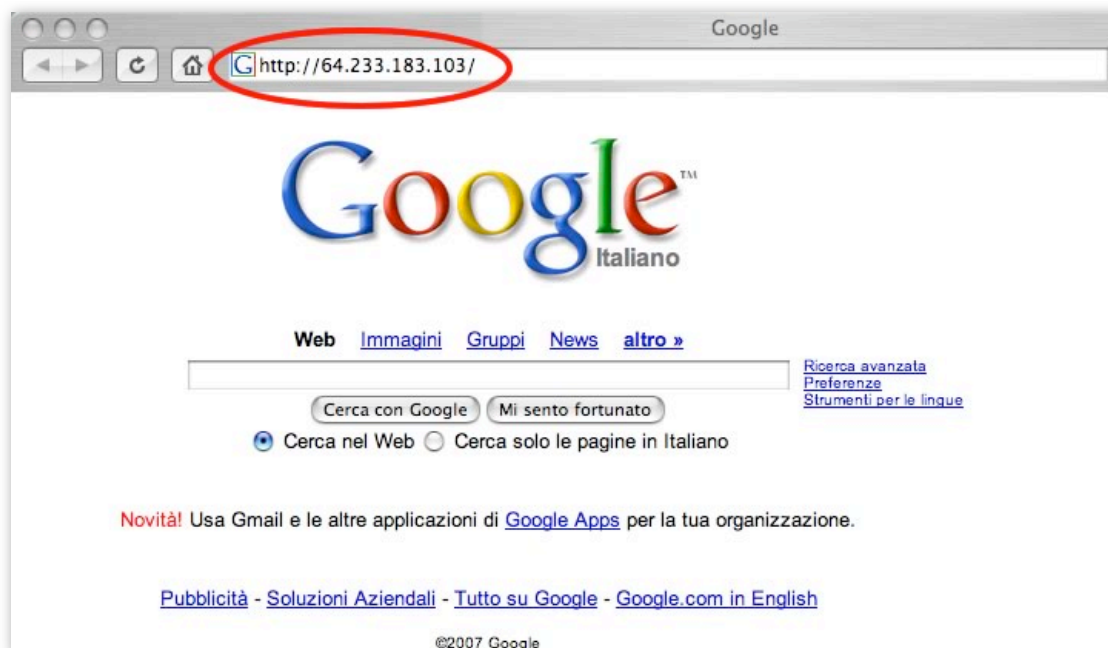 Google
G http://64.233.183.103/
Google™
Italiano
Web Immagini Gruppi News altro »
Ricerca avanzata
Preferenze
Strumenti per le lingue
Cerca con Google Mi sento fortunato
Cerca nel Web Cerca solo le pagine in Italiano
Novità! Usa Gmail e le altre applicazioni di Google Apps per la tua organizzazione.
Pubblicità - Soluzioni Aziendali - Tutto su Google - Google.com in English
©2007 Google